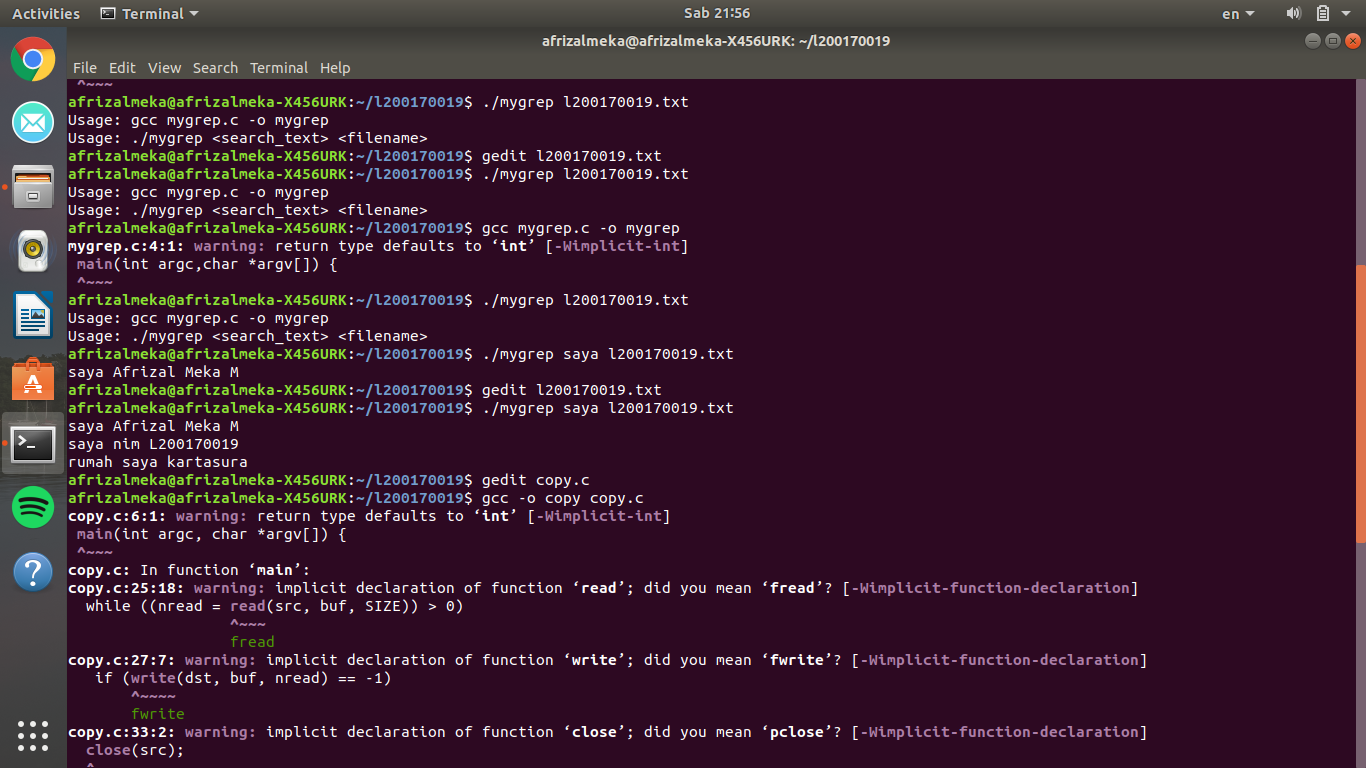 Activities Terminal Sab 21:56 en
afrizalmeka@afrizalmeka-X456URK: ~/l200170019
File Edit View Search Terminal Help
^~~~
afrizalmeka@afrizalmeka-X456URK:~/l200170019$ ./mygrep l200170019.txt
Usage: gcc mygrep.c -o mygrep
Usage: ./mygrep <search_text> <filename>
afrizalmeka@afrizalmeka-X456URK:~/l200170019$ gedit l200170019.txt
afrizalmeka@afrizalmeka-X456URK:~/l200170019$ ./mygrep l200170019.txt
Usage: gcc mygrep.c -o mygrep
Usage: ./mygrep <search_text> <filename>
afrizalmeka@afrizalmeka-X456URK:~/l200170019$ gcc mygrep.c -o mygrep
mygrep.c:4:1: warning: return type defaults to ‘int’ [-Wimplicit-int]
 main(int argc,char *argv[]) {
 ^~~~
afrizalmeka@afrizalmeka-X456URK:~/l200170019$ ./mygrep l200170019.txt
Usage: gcc mygrep.c -o mygrep
Usage: ./mygrep <search_text> <filename>
afrizalmeka@afrizalmeka-X456URK:~/l200170019$ ./mygrep saya l200170019.txt
saya Afrizal Meka M
afrizalmeka@afrizalmeka-X456URK:~/l200170019$ gedit l200170019.txt
afrizalmeka@afrizalmeka-X456URK:~/l200170019$ ./mygrep saya l200170019.txt
saya Afrizal Meka M
saya nim L200170019
rumah saya kartasura
afrizalmeka@afrizalmeka-X456URK:~/l200170019$ gedit copy.c
afrizalmeka@afrizalmeka-X456URK:~/l200170019$ gcc -o copy copy.c
copy.c:6:1: warning: return type defaults to ‘int’ [-Wimplicit-int]
 main(int argc, char *argv[]) {
 ^~~~
copy.c: In function ‘main’:
copy.c:25:18: warning: implicit declaration of function ‘read’; did you mean ‘fread’? [-Wimplicit-function-declaration]
  while ((nread = read(src, buf, SIZE)) > 0)
                  ^~~~
                  fread
copy.c:27:7: warning: implicit declaration of function ‘write’; did you mean ‘fwrite’? [-Wimplicit-function-declaration]
   if (write(dst, buf, nread) == -1)
       ^~~~~
       fwrite
copy.c:33:2: warning: implicit declaration of function ‘close’; did you mean ‘pclose’? [-Wimplicit-function-declaration]
  close(src);